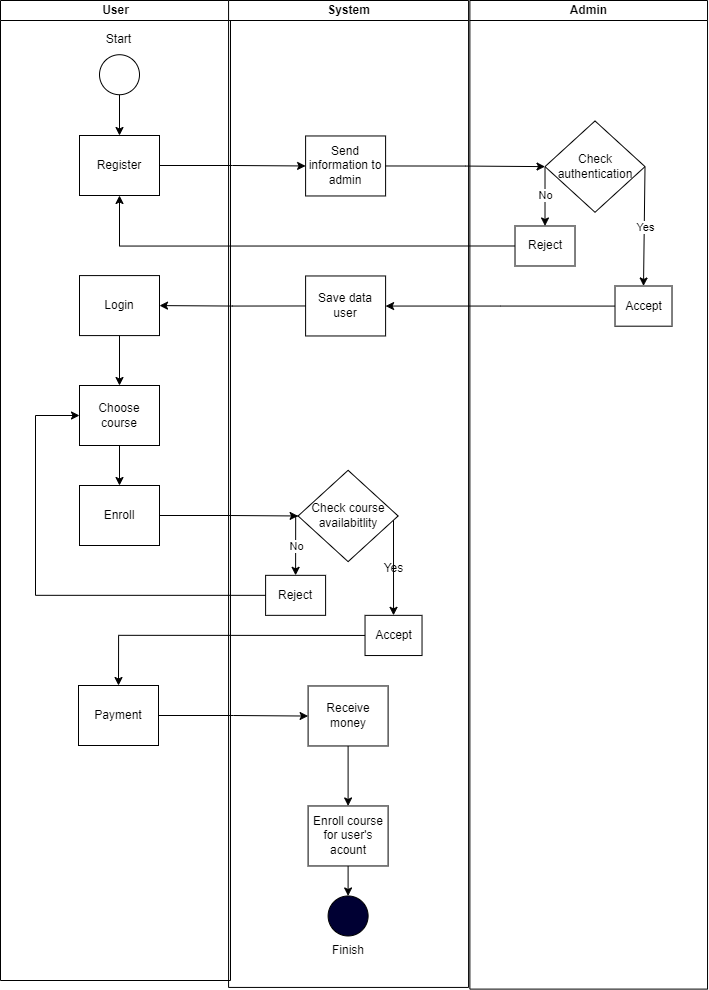 User
System
Admin
Start
Register
Send
information to
admin
Check
authentication
No
Yes
Reject
Login
Save data
user
Accept
Choose
course
Enroll
Check course
availabitlity
No
Yes
Reject
Accept
Payment
Receive
money
Enroll course
for user's
acount
Finish